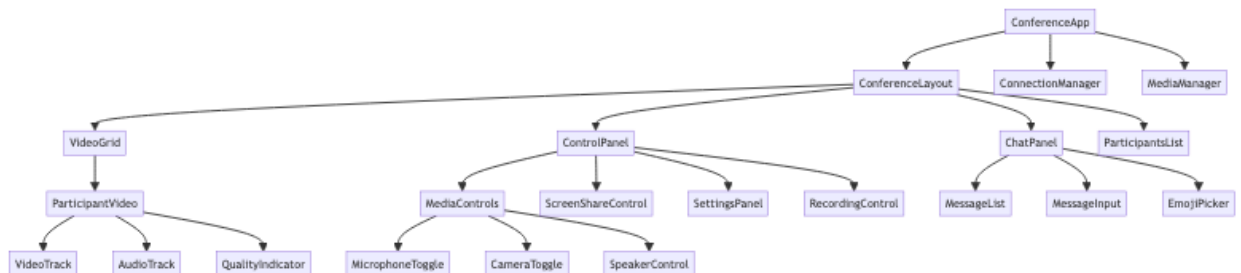 ConferenceApp
ConferenceLayout
ConnectionManager
MediaManager
VideoGrid
ControlPanel
ChatPanel
ParticipantsList
ParticipantVideo
MediaControls
ScreenShareControl
SettingsPanel
RecordingControl
MessageList
MessageInput
EmojiPicker
VideoTrack
AudioTrack
QualityIndicator
MicrophoneToggle
CameraToggle
SpeakerControl